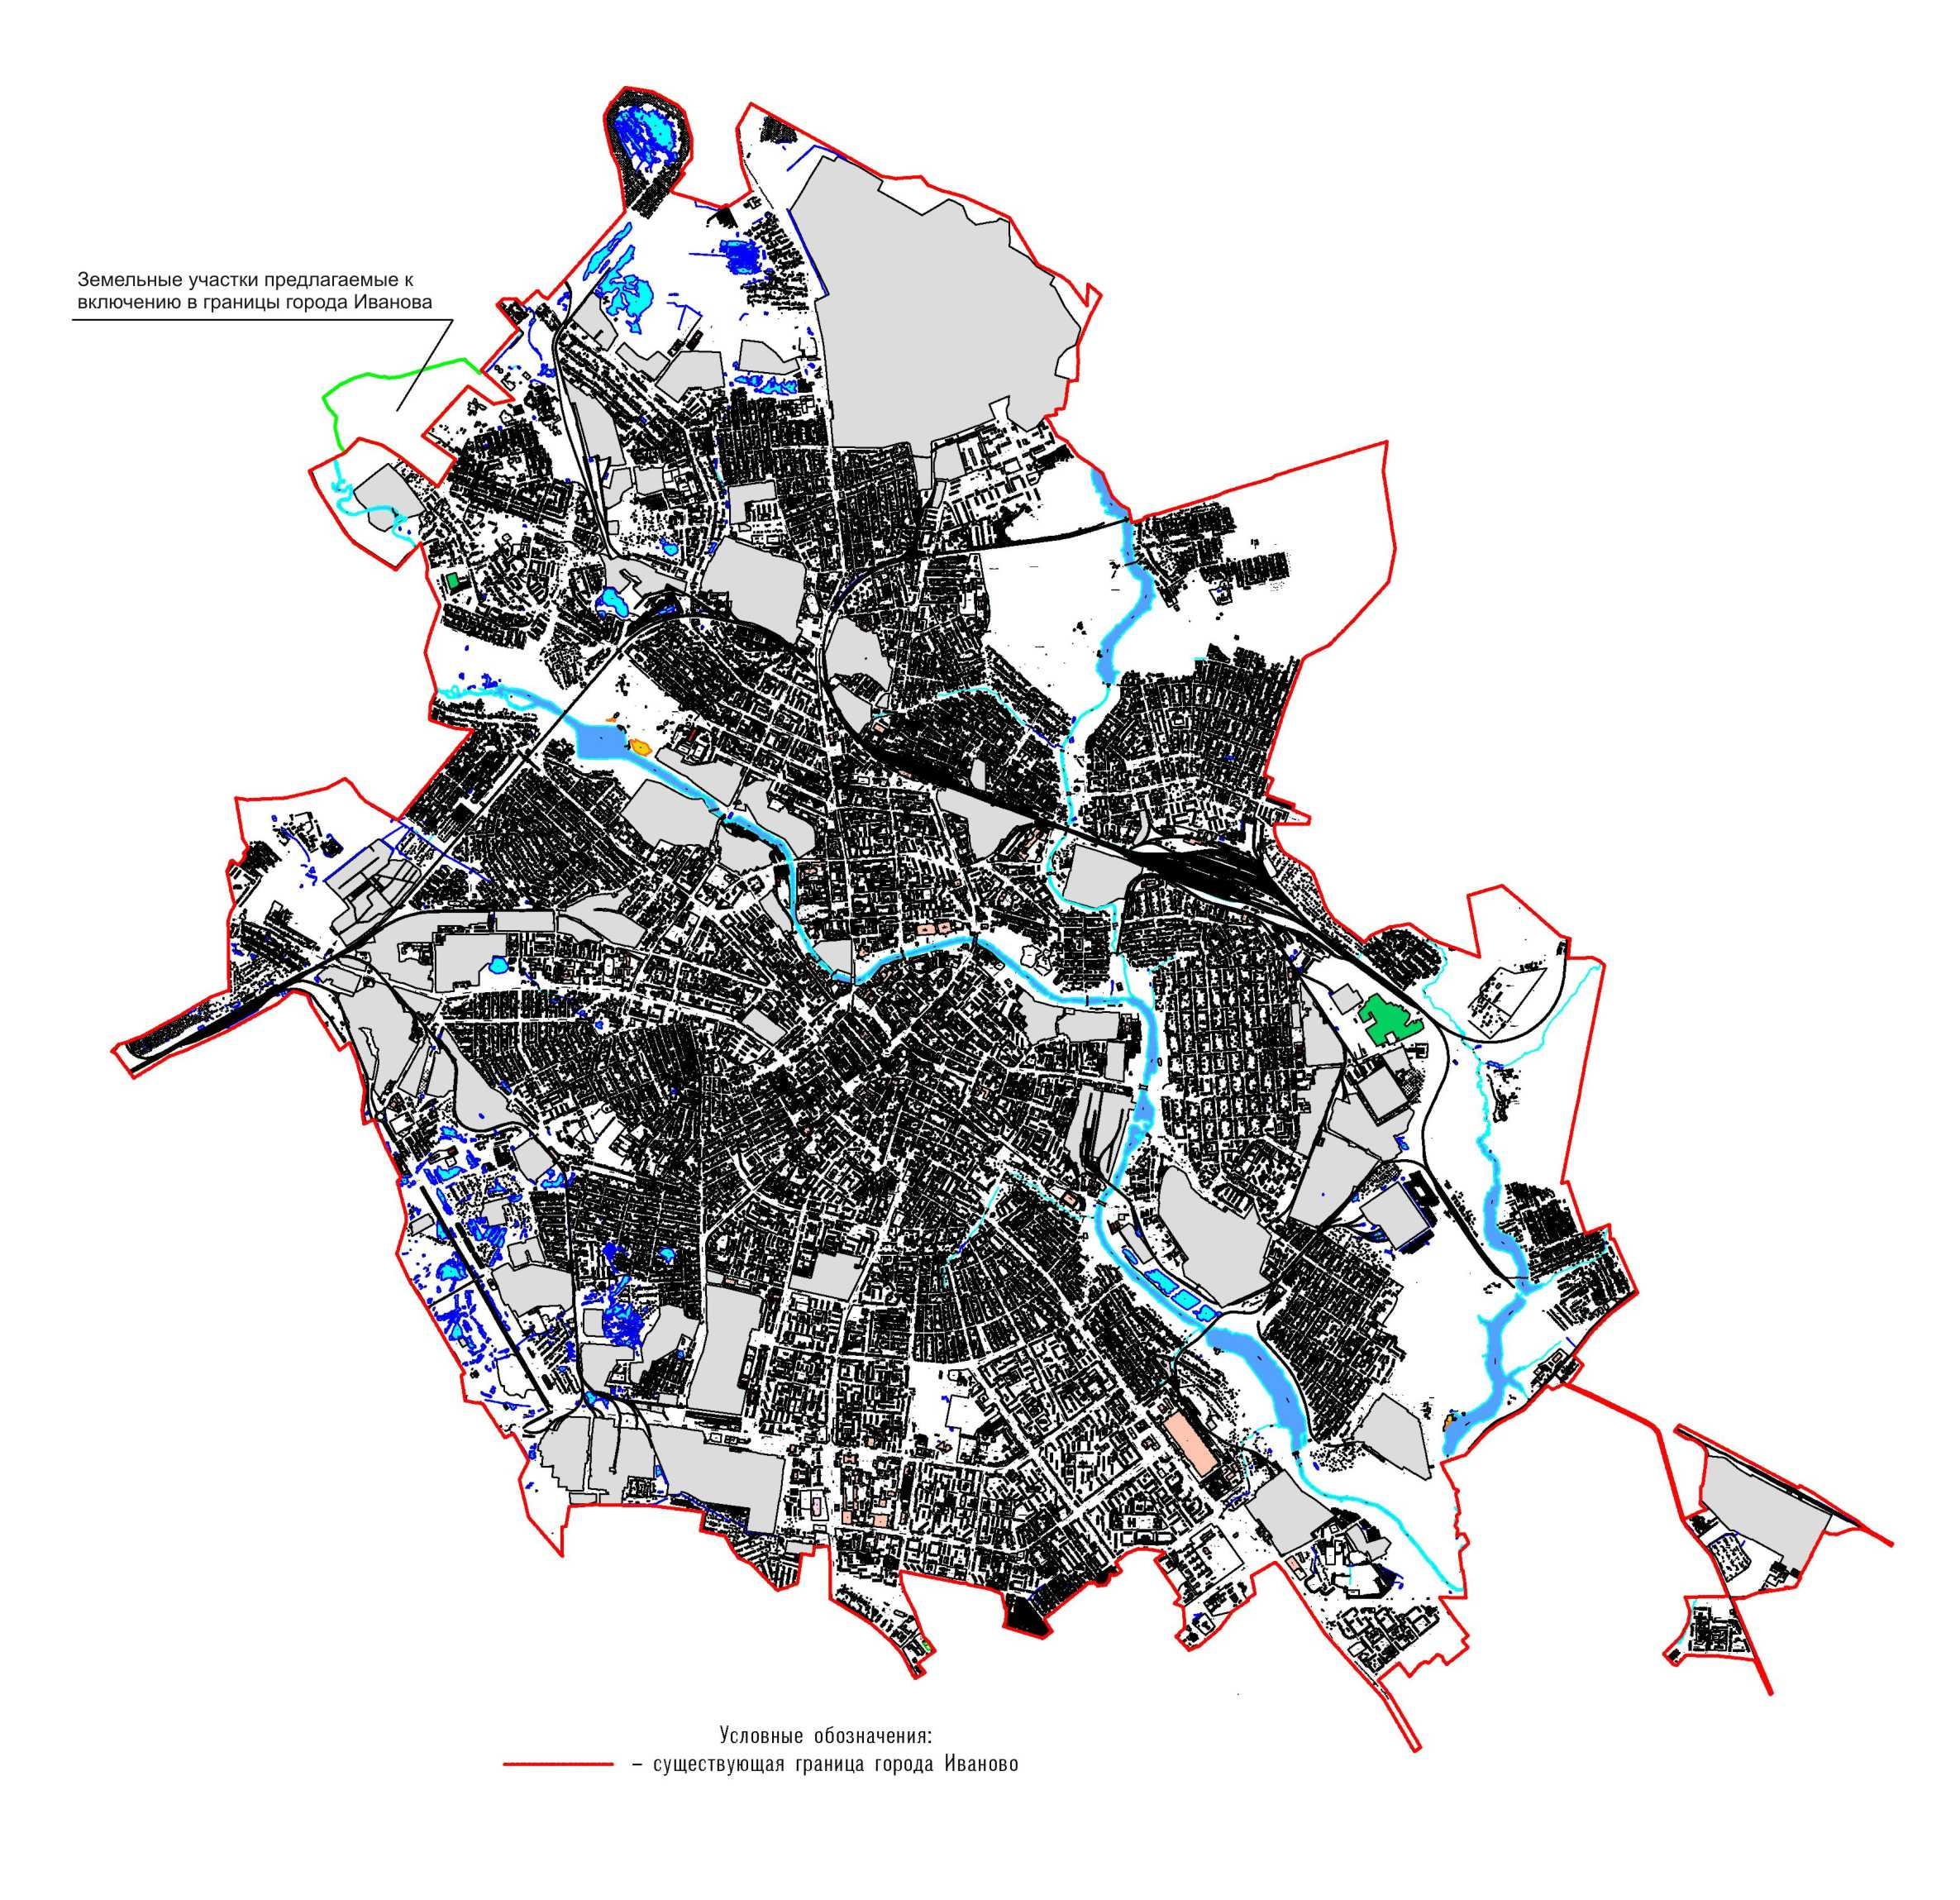 Земельные участки предлагаемые к
включению в границы города Иванова
Условные обозначения:
– существующая граница города Иваново